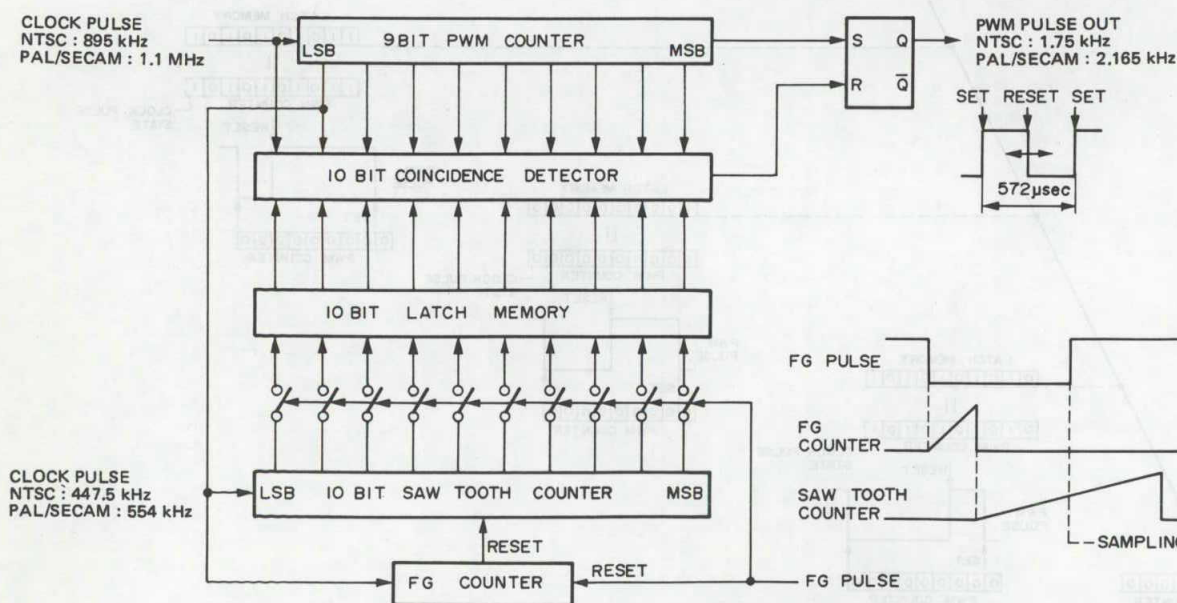 CLOCK PULSE
NTSC : 895 kHz
PAL/SECAM : 1.1 MHz
LSB 9BIT PWM COUNTER MSB
S Q
R Q̅
PWM PULSE OUT
NTSC : 1.75 kHz
PAL/SECAM : 2.165 kHz
SET RESET SET
572μsec
10 BIT COINCIDENCE DETECTOR
10 BIT LATCH MEMORY
CLOCK PULSE
NTSC : 447.5 kHz
PAL/SECAM : 554 kHz
LSB 10 BIT SAW TOOTH COUNTER MSB
RESET
FG COUNTER
RESET
FG PULSE
FG PULSE
FG COUNTER
SAW TOOTH COUNTER
SAMPLING